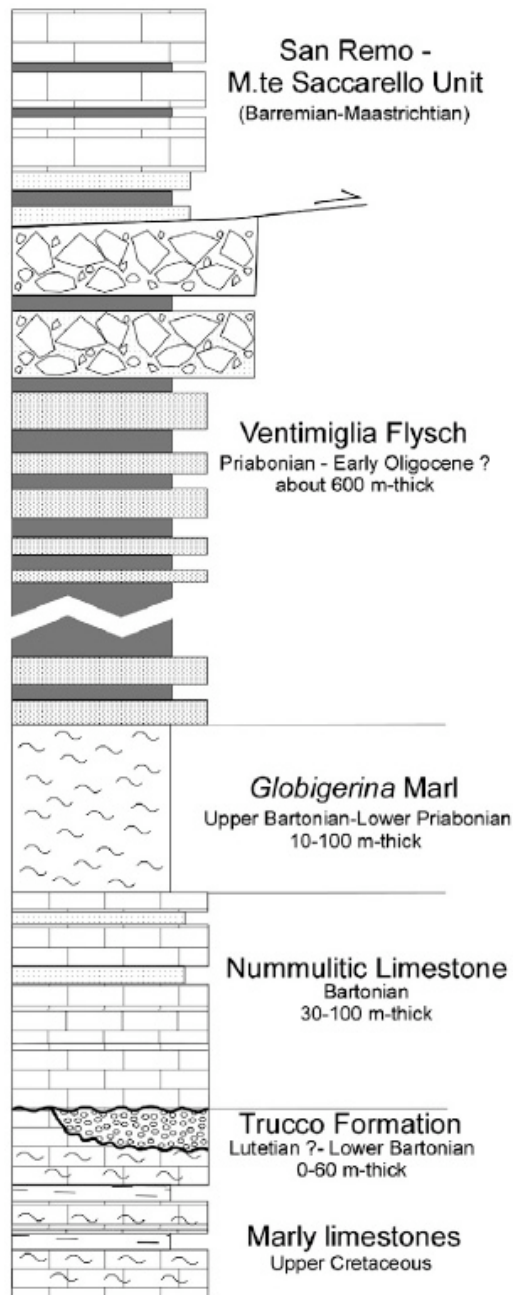 San Remo -
M.te Saccarello Unit
(Barremian-Maastrichtian)
Ventimiglia Flysch
Priabonian - Early Oligocene ?
about 600 m-thick
Globigerina Marl
Upper Bartonian-Lower Priabonian
10-100 m-thick
Nummulitic Limestone
Bartonian
30-100 m-thick
Trucco Formation
Lutetian ?- Lower Bartonian
0-60 m-thick
Marly limestones
Upper Cretaceous